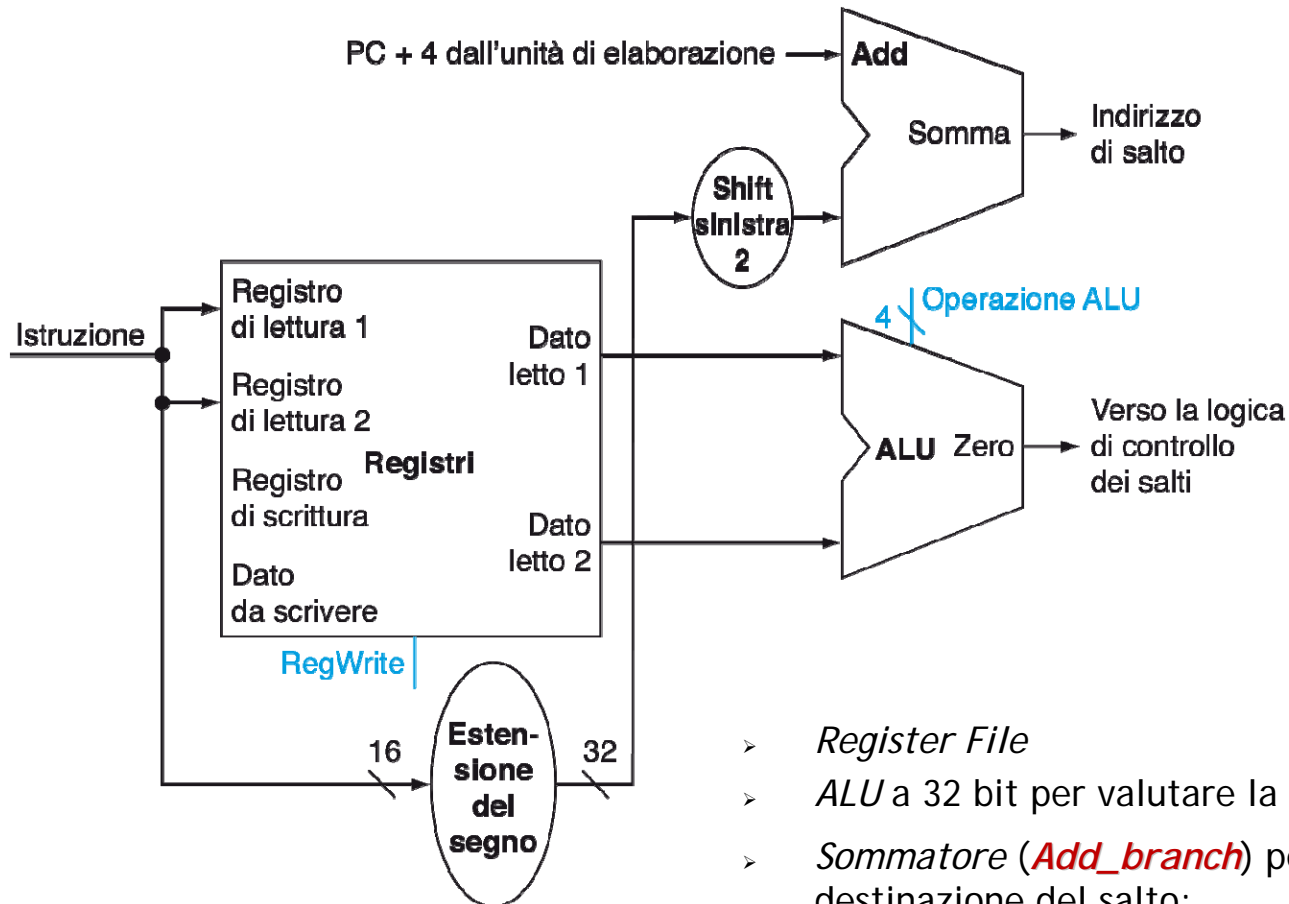 PC + 4 dall'unità di elaborazione
Add
Somma
Indirizzo
di salto
Shift
sinistra
2
Istruzione
Registro
di lettura 1
Registro
di lettura 2
Registri
Registro
di scrittura
Dato
da scrivere
Dato
letto 1
Dato
letto 2
4
Operazione ALU
ALU Zero
Verso la logica
di controllo
dei salti
RegWrite
16
Esten-
sione
del
segno
32
➢ Register File
➢ ALU a 32 bit per valutare la
➢ Sommatore (Add_branch)
destinazione del salto: